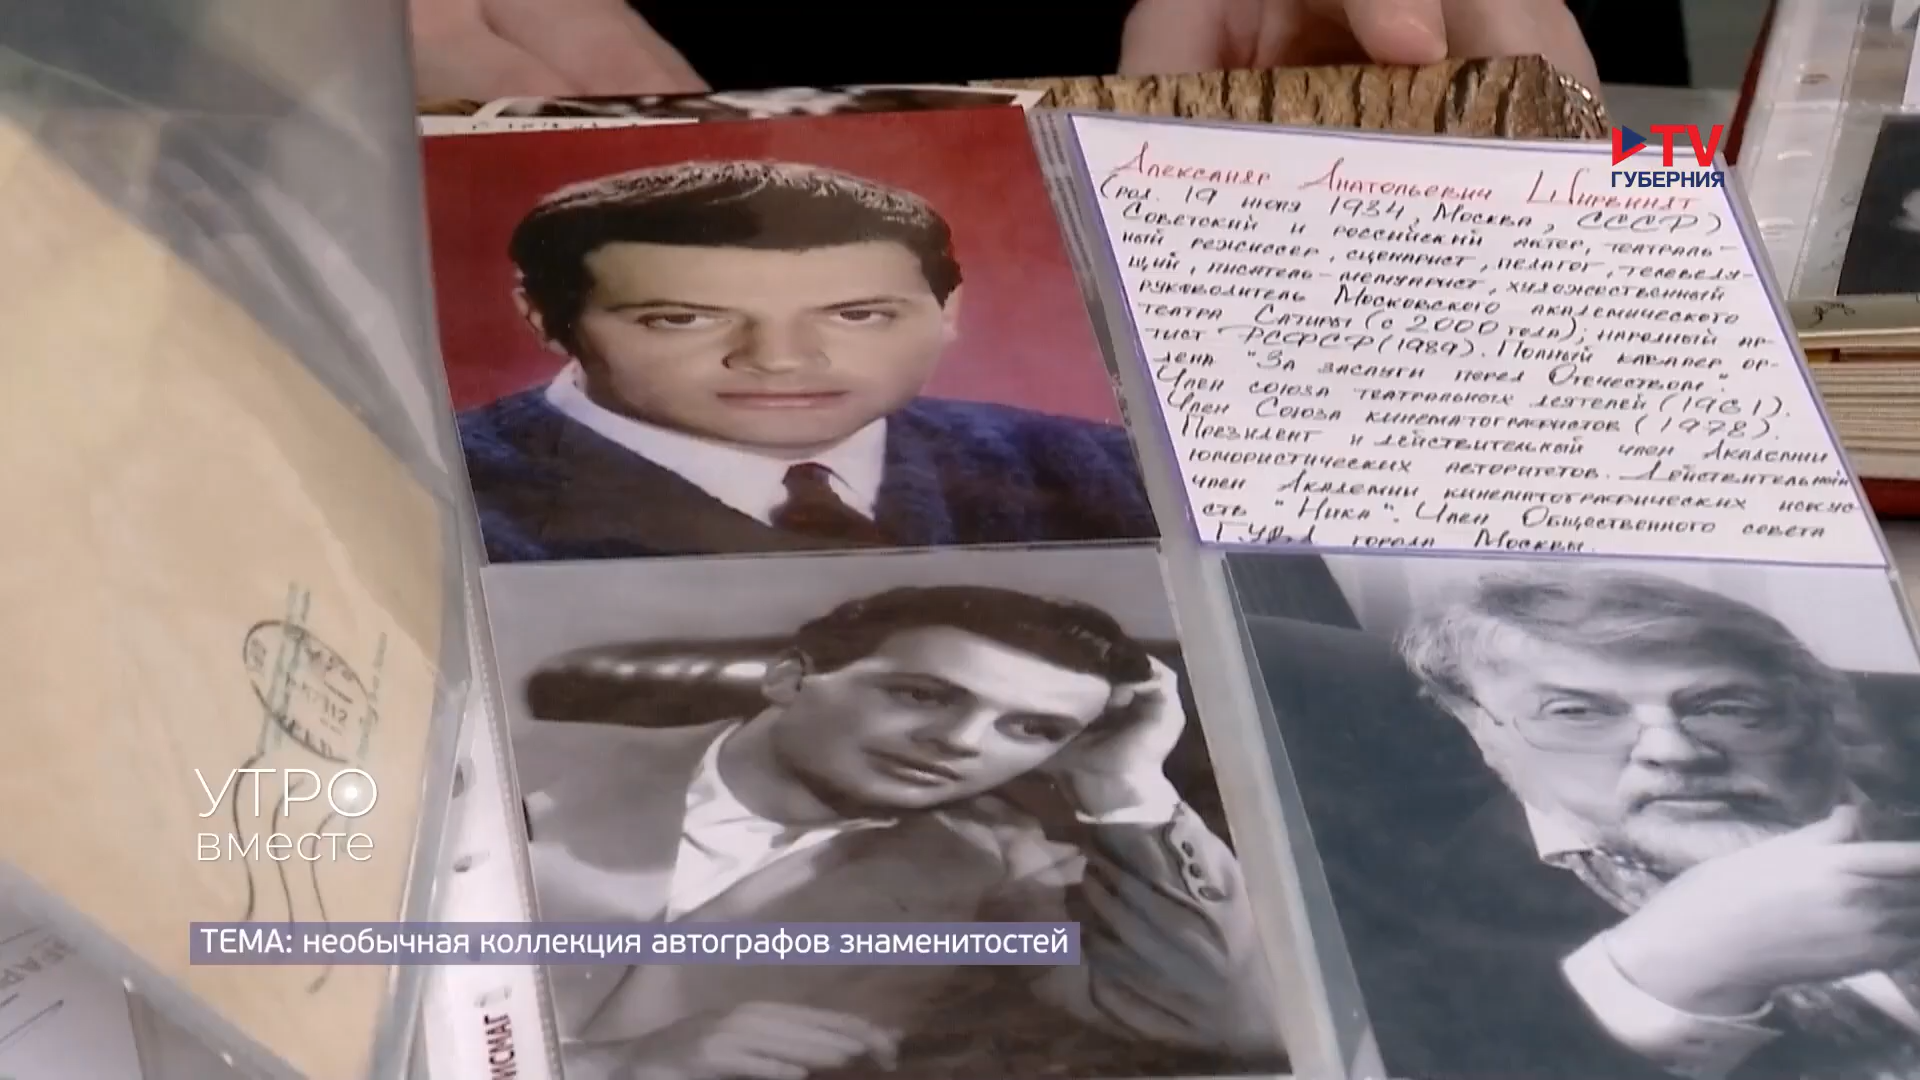 TV
ГУБЕРНИЯ
Александр Анатольевич Ширвиндт
(род. 19 июля 1934, Москва, СССР)
Советский и российский актёр, театраль-
ный режиссер, сценарист, педагог, телеведу-
щий, писатель-мемуарист, художественный
руководитель Московского академического
театра Сатиры (с 2000 года); народный ар-
тист РСФСР (1989). Полный кавалер ор-
дена "За заслуги перед Отечеством".
Член союза театральных деятелей (1961).
Член Союза кинематографистов (1978).
Президент и действительный член Академии
юмористических авторитетов. Действительный
член Академии кинематографических искус
ств "Ника". Член Общественного совета
ГУВД города Москвы.
УТРО
вместе
ТЕМА: необычная коллекция автографов знаменитостей